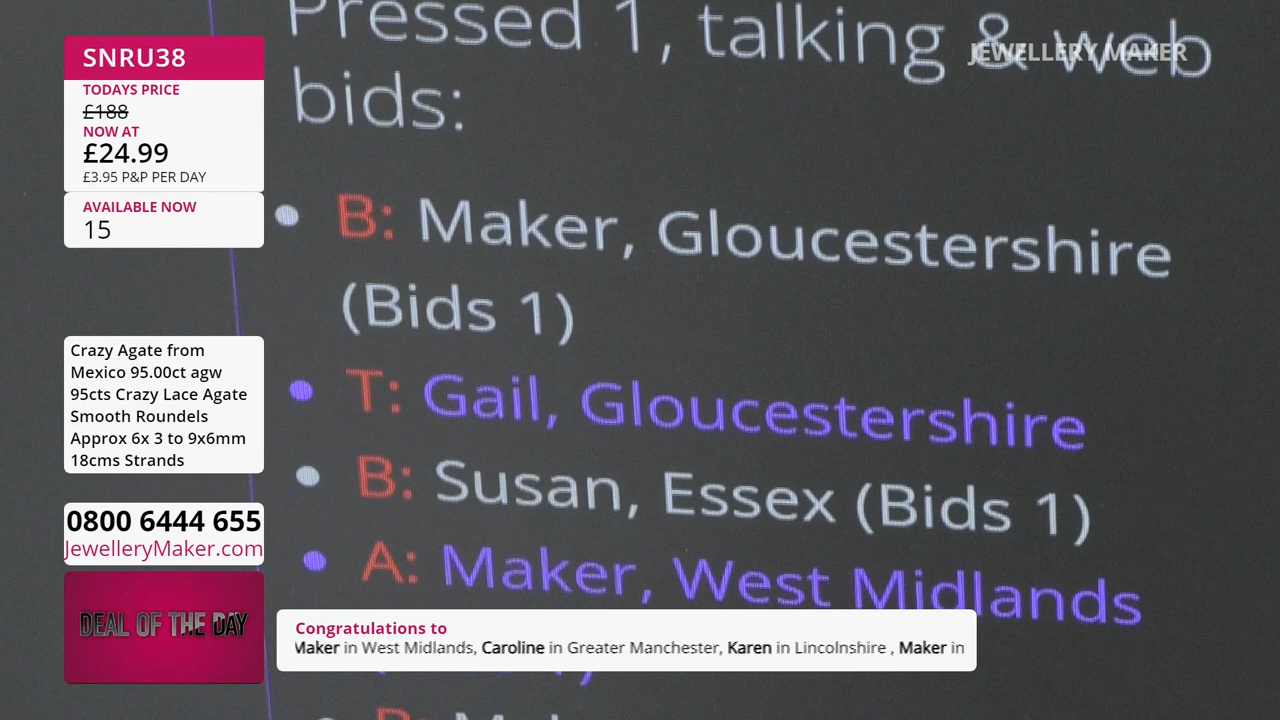 SNRU38
TODAYS PRICE
£188
NOW AT
£24.99
£3.95 P&P PER DAY
AVAILABLE NOW
15
Crazy Agate from
Mexico 95.00ct agw
95cts Crazy Lace Agate
Smooth Roundels
Approx 6x 3 to 9x6mm
18cms Strands
0800 6444 655
JewelleryMaker.com
DEAL OF THE DAY
JEWELLERY MAKER
Pressed 1, talking & web
bids:
• B: Maker, Gloucestershire
(Bids 1)
• T: Gail, Gloucestershire
• B: Susan, Essex (Bids 1)
• A: Maker, West Midlands
Congratulations to
Maker in West Midlands, Caroline in Greater Manchester, Karen in Lincolnshire , Maker in